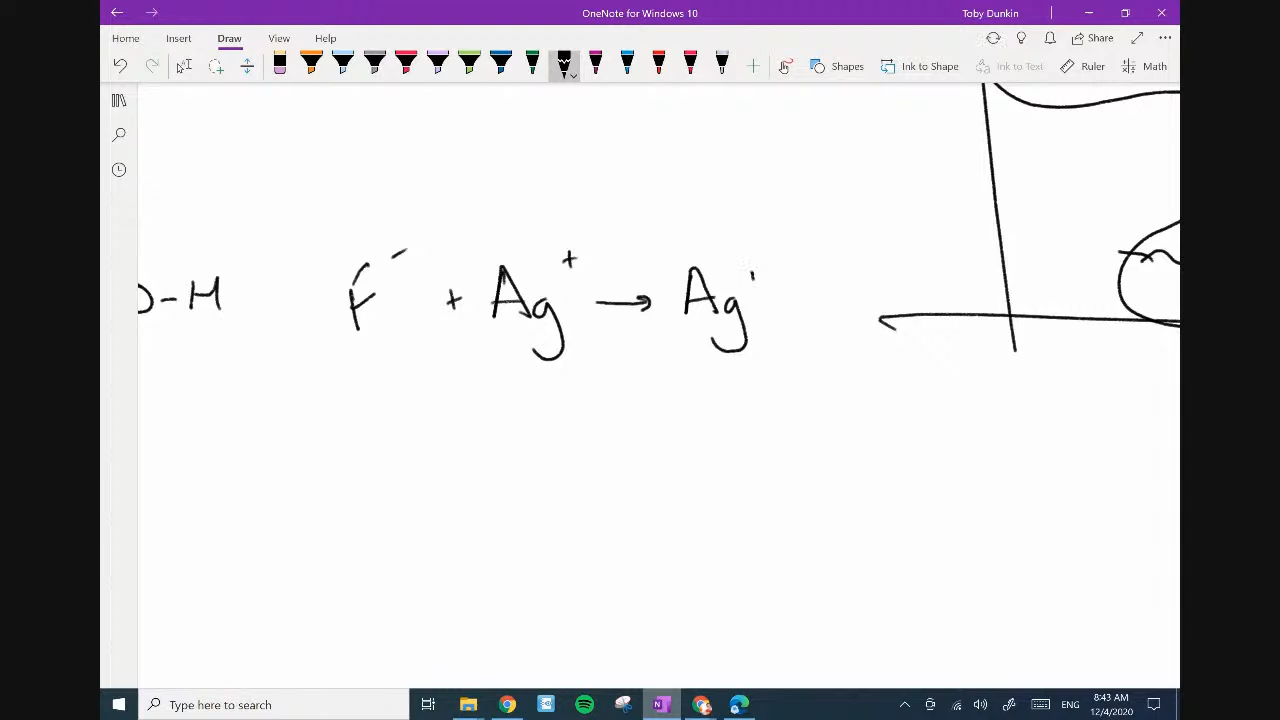 OneNote for Windows 10
Toby Dunkin
Home Insert Draw View Help
Share
Shapes Ink to Shape Ink to Text Ruler Math
-H F⁻ + Ag⁺ → Ag
Type here to search
ENG
8:43 AM
12/4/2020